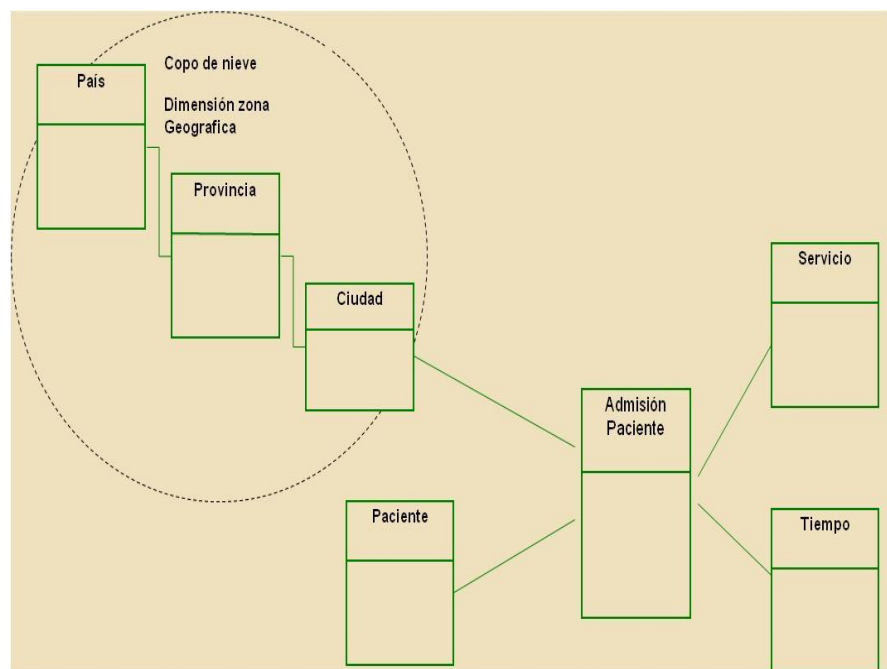 País
Copo de nieve
Dimensión zona
Geografica
Provincia
Ciudad
Servicio
Admisión
Paciente
Paciente
Tiempo